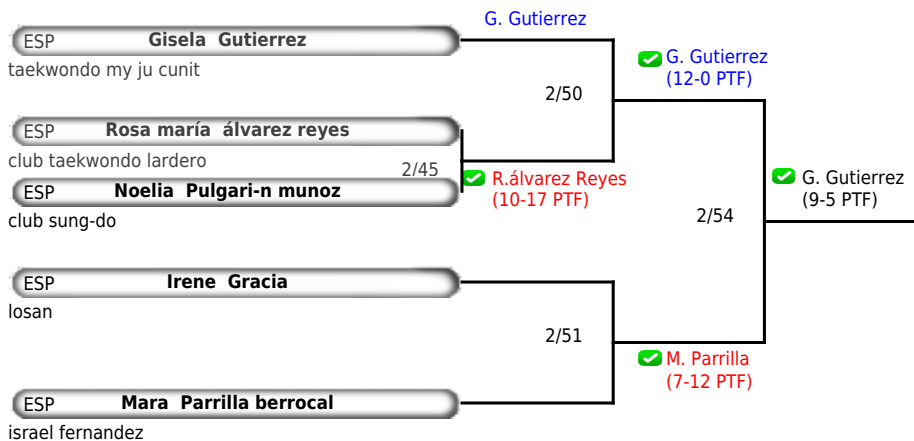 G. Gutierrez
ESP Gisela Gutierrez
taekwondo my ju cunit
G. Gutierrez
(12-0 PTF)
2/50
ESP Rosa maría álvarez reyes
club taekwondo lardero
2/45
R.álvarez Reyes
(10-17 PTF)
ESP Noelia Pulgari-n munoz
club sung-do
G. Gutierrez
(9-5 PTF)
2/54
ESP Irene Gracia
losan
2/51
M. Parrilla
(7-12 PTF)
ESP Mara Parrilla berrocal
israel fernandez